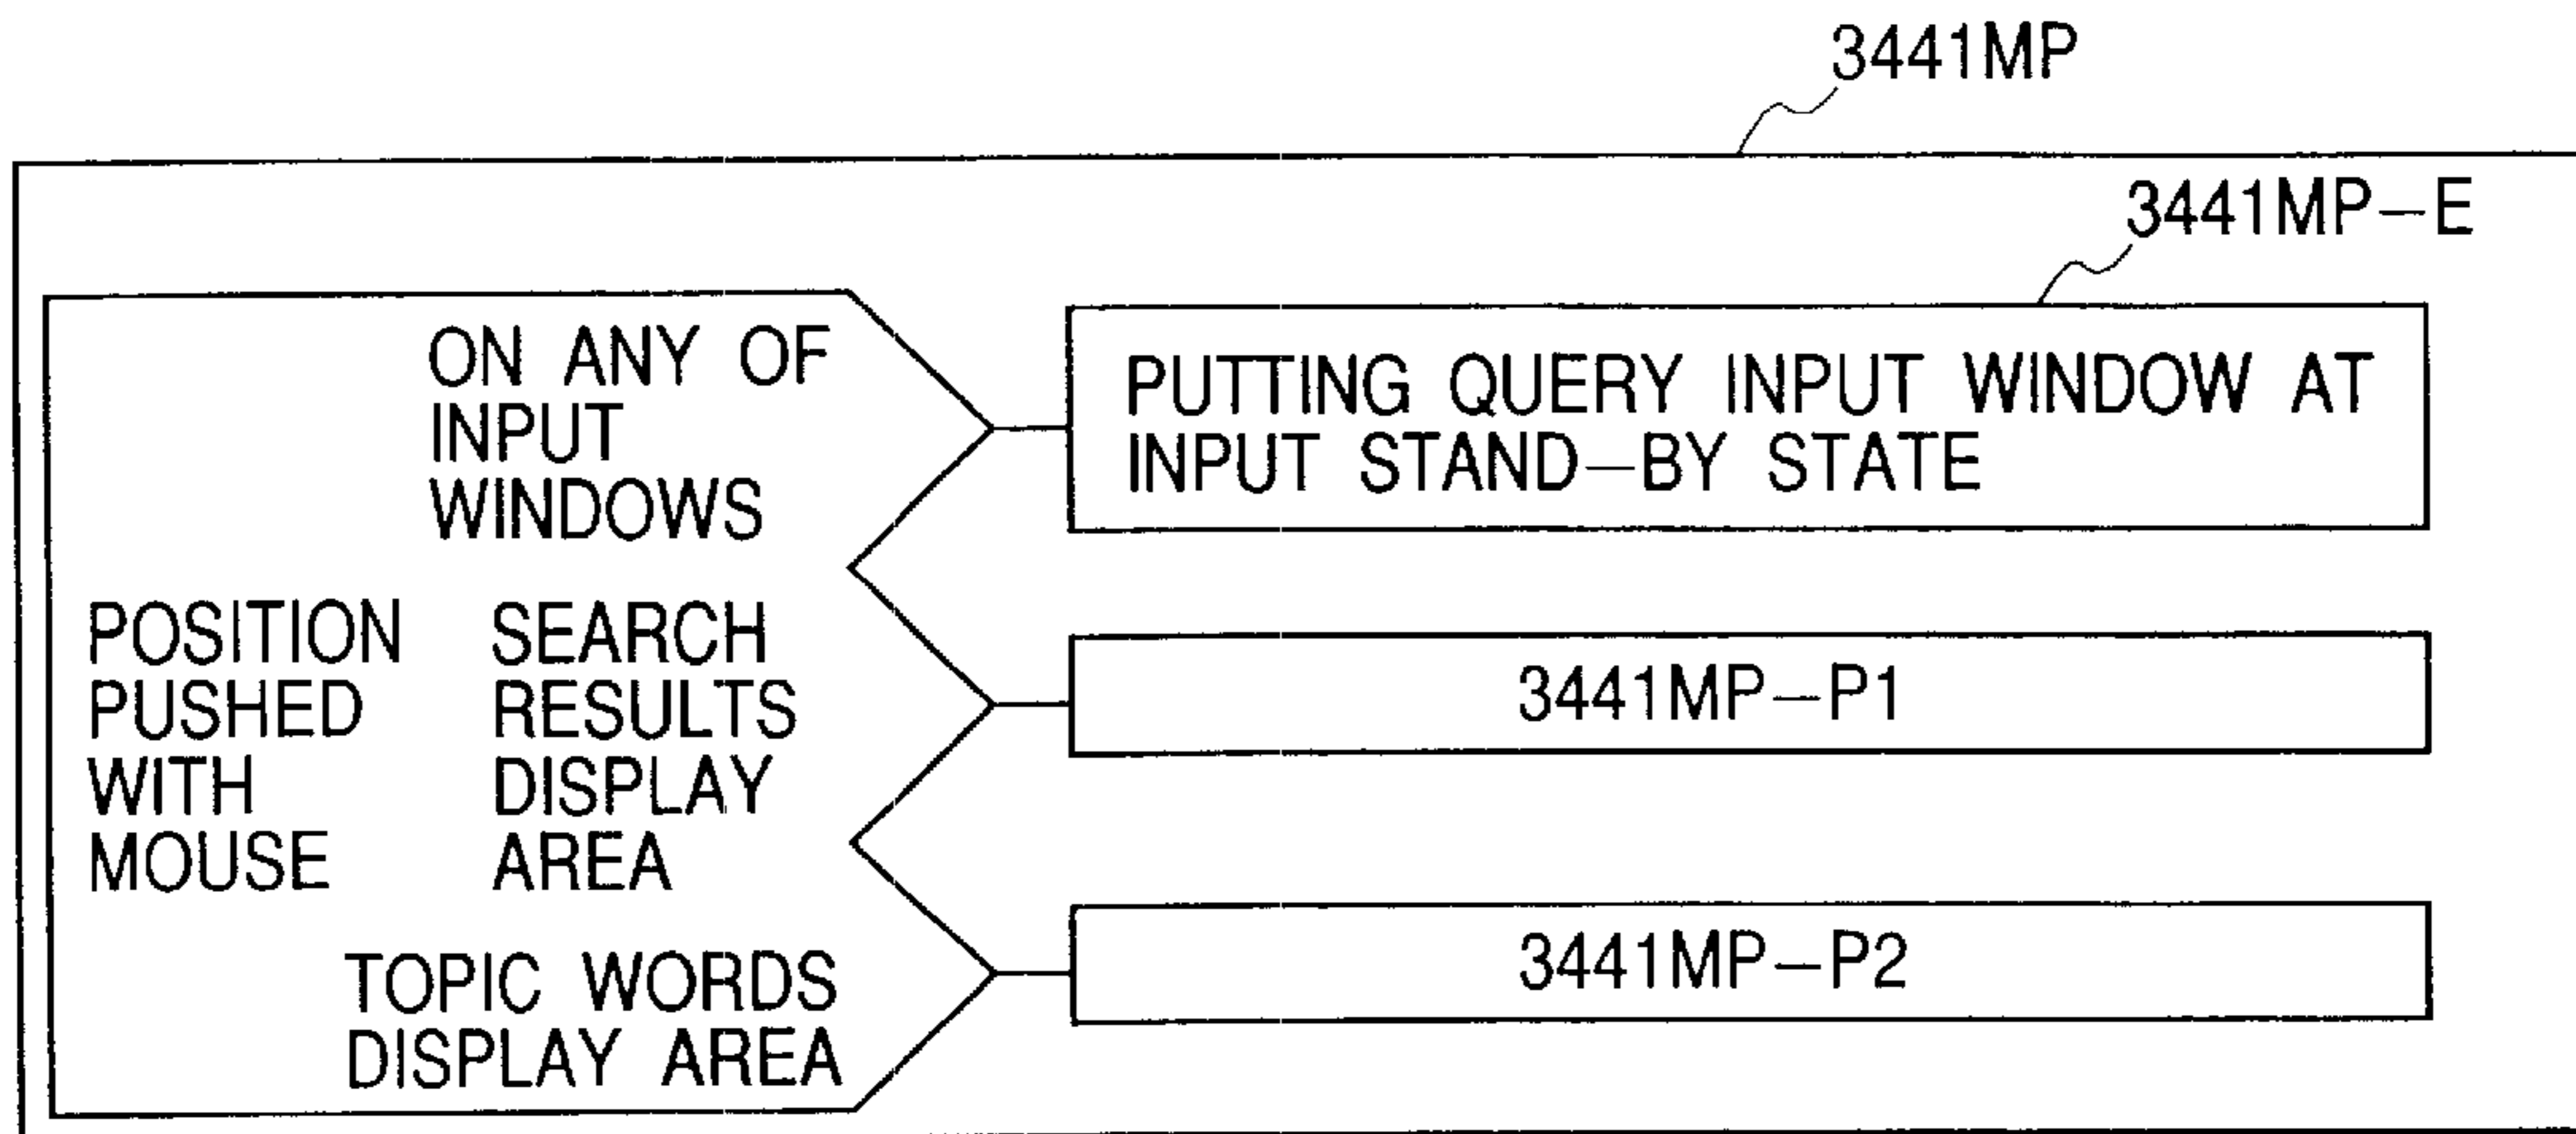 3441MP
3441MP-E
ON ANY OF
INPUT
WINDOWS
PUTTING QUERY INPUT WINDOW AT
INPUT STAND-BY STATE
POSITION
PUSHED
WITH
MOUSE
SEARCH
RESULTS
DISPLAY
AREA
3441MP-P1
TOPIC WORDS
DISPLAY AREA
3441MP-P2